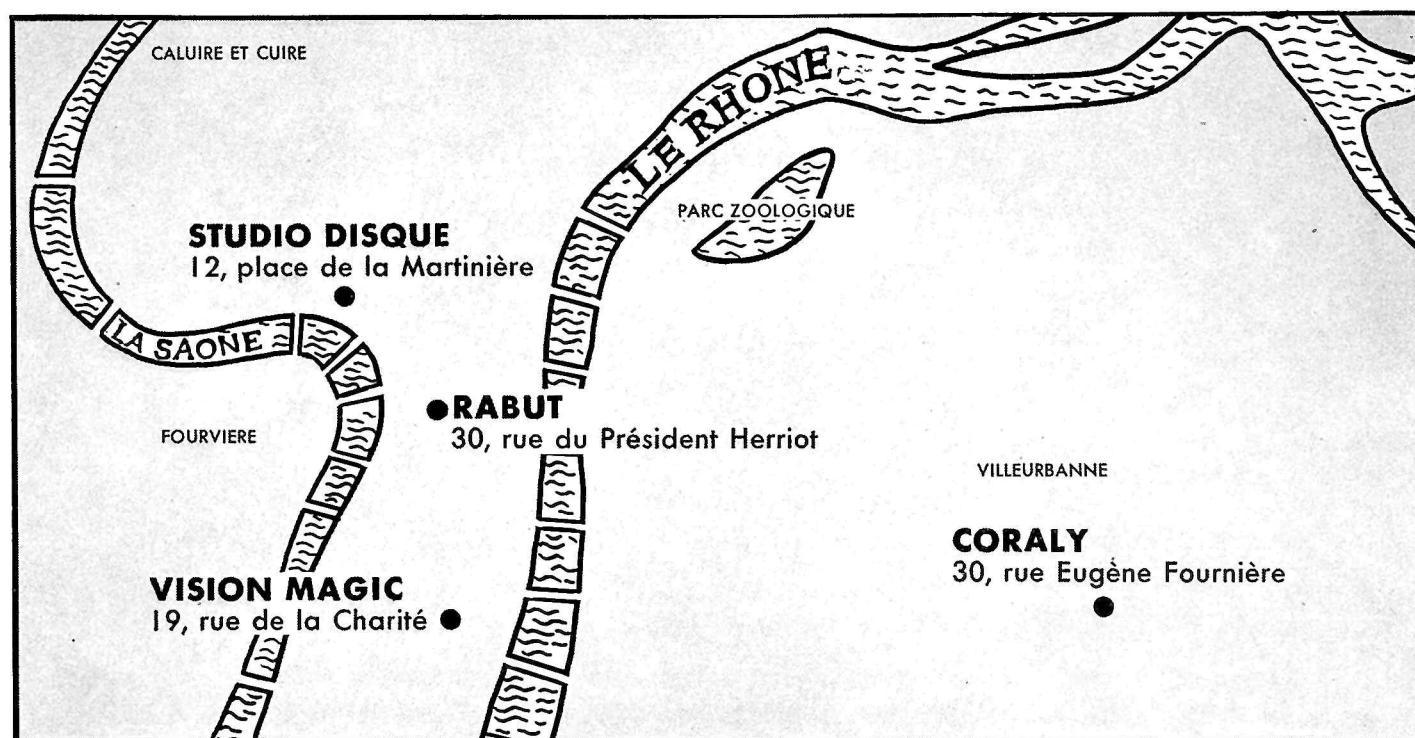 CALUIRE ET CUIRE
LE RHONE
PARC ZOOLOGIQUE
STUDIO DISQUE
12, place de la Martinière
LA SAONE
RABUT
30, rue du Président Herriot
FOURVIERE
VILLEURBANNE
CORALY
30, rue Eugène Fournière
VISION MAGIC
19, rue de la Charité